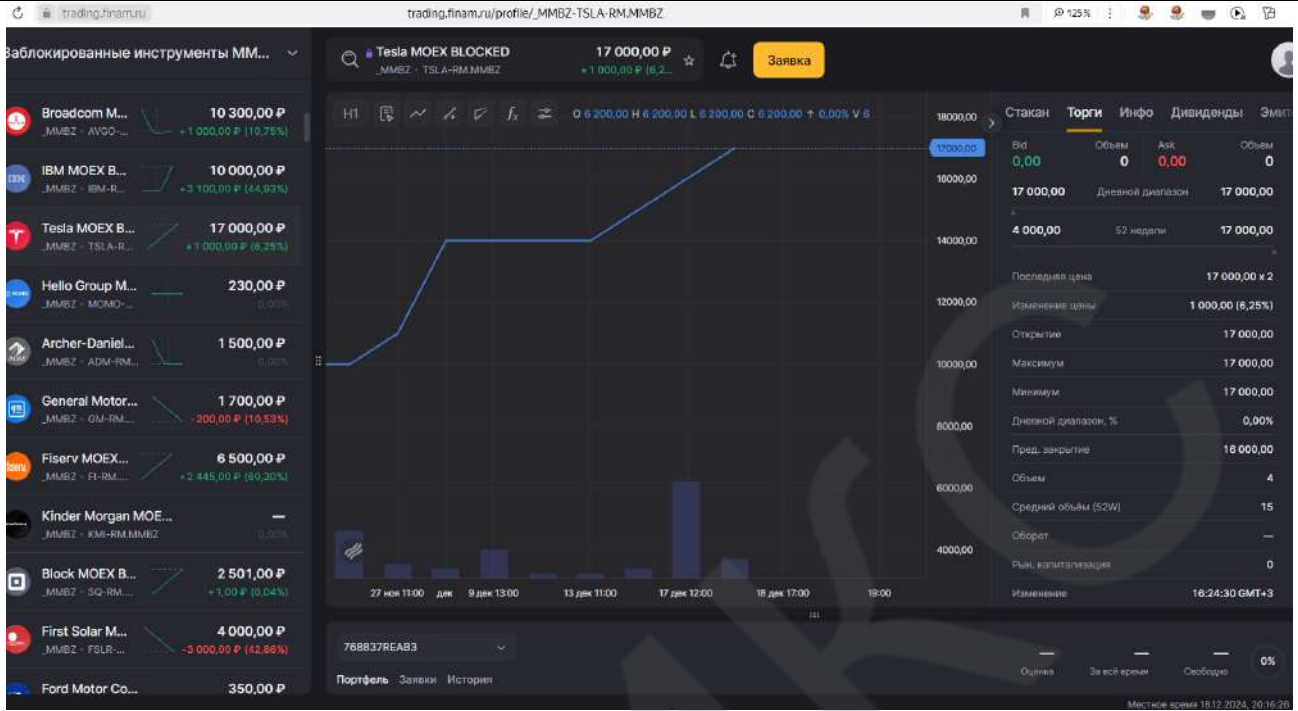 trading.finam.ru
trading.finam.ru/profile/_MMBZ-TSLA-RM.MMBZ
125 %
Заблокированные инструменты ММ...
Tesla MOEX BLOCKED
_MMBZ · TSLA-RM.MMBZ
17 000,00 ₽
+1 000,00 ₽ (6,2...
Заявка
Broadcom M...
10 300,00 ₽
_MMBZ · AVGO-...
+1 000,00 ₽ (10,75%)
IBM MOEX B...
10 000,00 ₽
_MMBZ · IBM-R...
+3 100,00 ₽ (44,93%)
Tesla MOEX B...
17 000,00 ₽
_MMBZ · TSLA-R...
+1 000,00 ₽ (6,25%)
Hello Group M...
230,00 ₽
_MMBZ · MOMO-...
0,00%
Archer-Daniel...
1 500,00 ₽
_MMBZ · ADM-RM...
0,00%
General Motor...
1 700,00 ₽
_MMBZ · GM-RM...
-200,00 ₽ (10,53%)
Fiserv MOEX...
6 500,00 ₽
_MMBZ · FI-RM....
+2 445,00 ₽ (60,30%)
Kinder Morgan MOE...
—
_MMBZ · KMI-RM.MMBZ
0,00%
Block MOEX B...
2 501,00 ₽
_MMBZ · SQ-RM....
+1,00 ₽ (0,04%)
First Solar M...
4 000,00 ₽
_MMBZ · FSLR-...
-3 000,00 ₽ (42,86%)
Ford Motor Co...
350,00 ₽
H1
O 6 200,00 H 6 200,00 L 6 200,00 C 6 200,00 ↑ 0,00% V 6
18000,00
17000,00
16000,00
14000,00
12000,00
10000,00
8000,00
6000,00
4000,00
27 ноя 11:00 дек 9 дек 13:00 13 дек 11:00 17 дек 12:00 18 дек 17:00 19:00
Стакан Торги Инфо Дивиденды Эмит
Bid Объем Ask Объем
0,00 0 0,00 0
17 000,00 Дневной диапазон 17 000,00
4 000,00 52 недели 17 000,00
Последняя цена 17 000,00 x 2
Изменение цены 1 000,00 (6,25%)
Открытие 17 000,00
Максимум 17 000,00
Минимум 17 000,00
Дневной диапазон, % 0,00%
Пред. закрытие 16 000,00
Объем 4
Средний объём (52W) 15
Оборот —
Рын. капитализация 0
Изменение 16:24:30 GMT+3
768837REAB3
Портфель Заявки История
— — —
Оценка За всё время Свободно
0%
Местное время 18.12.2024, 20:16:26